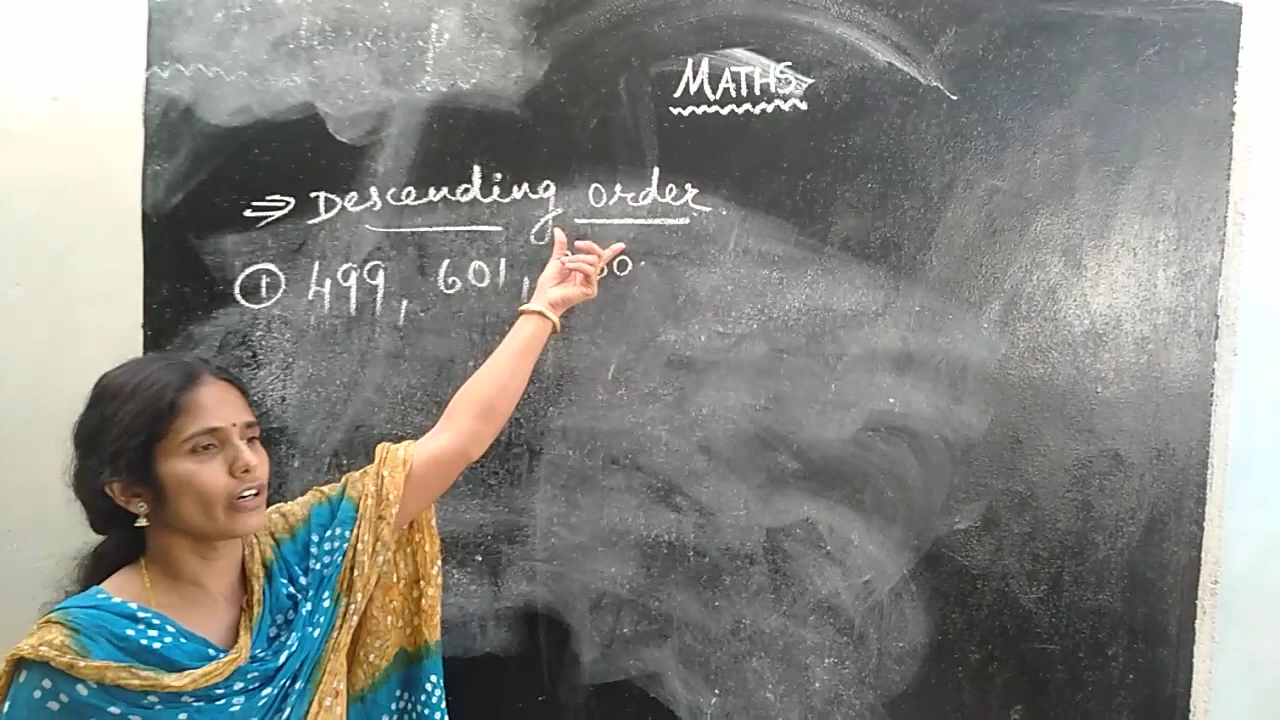 MATHS
⇒ Descending order
① 499, 601,